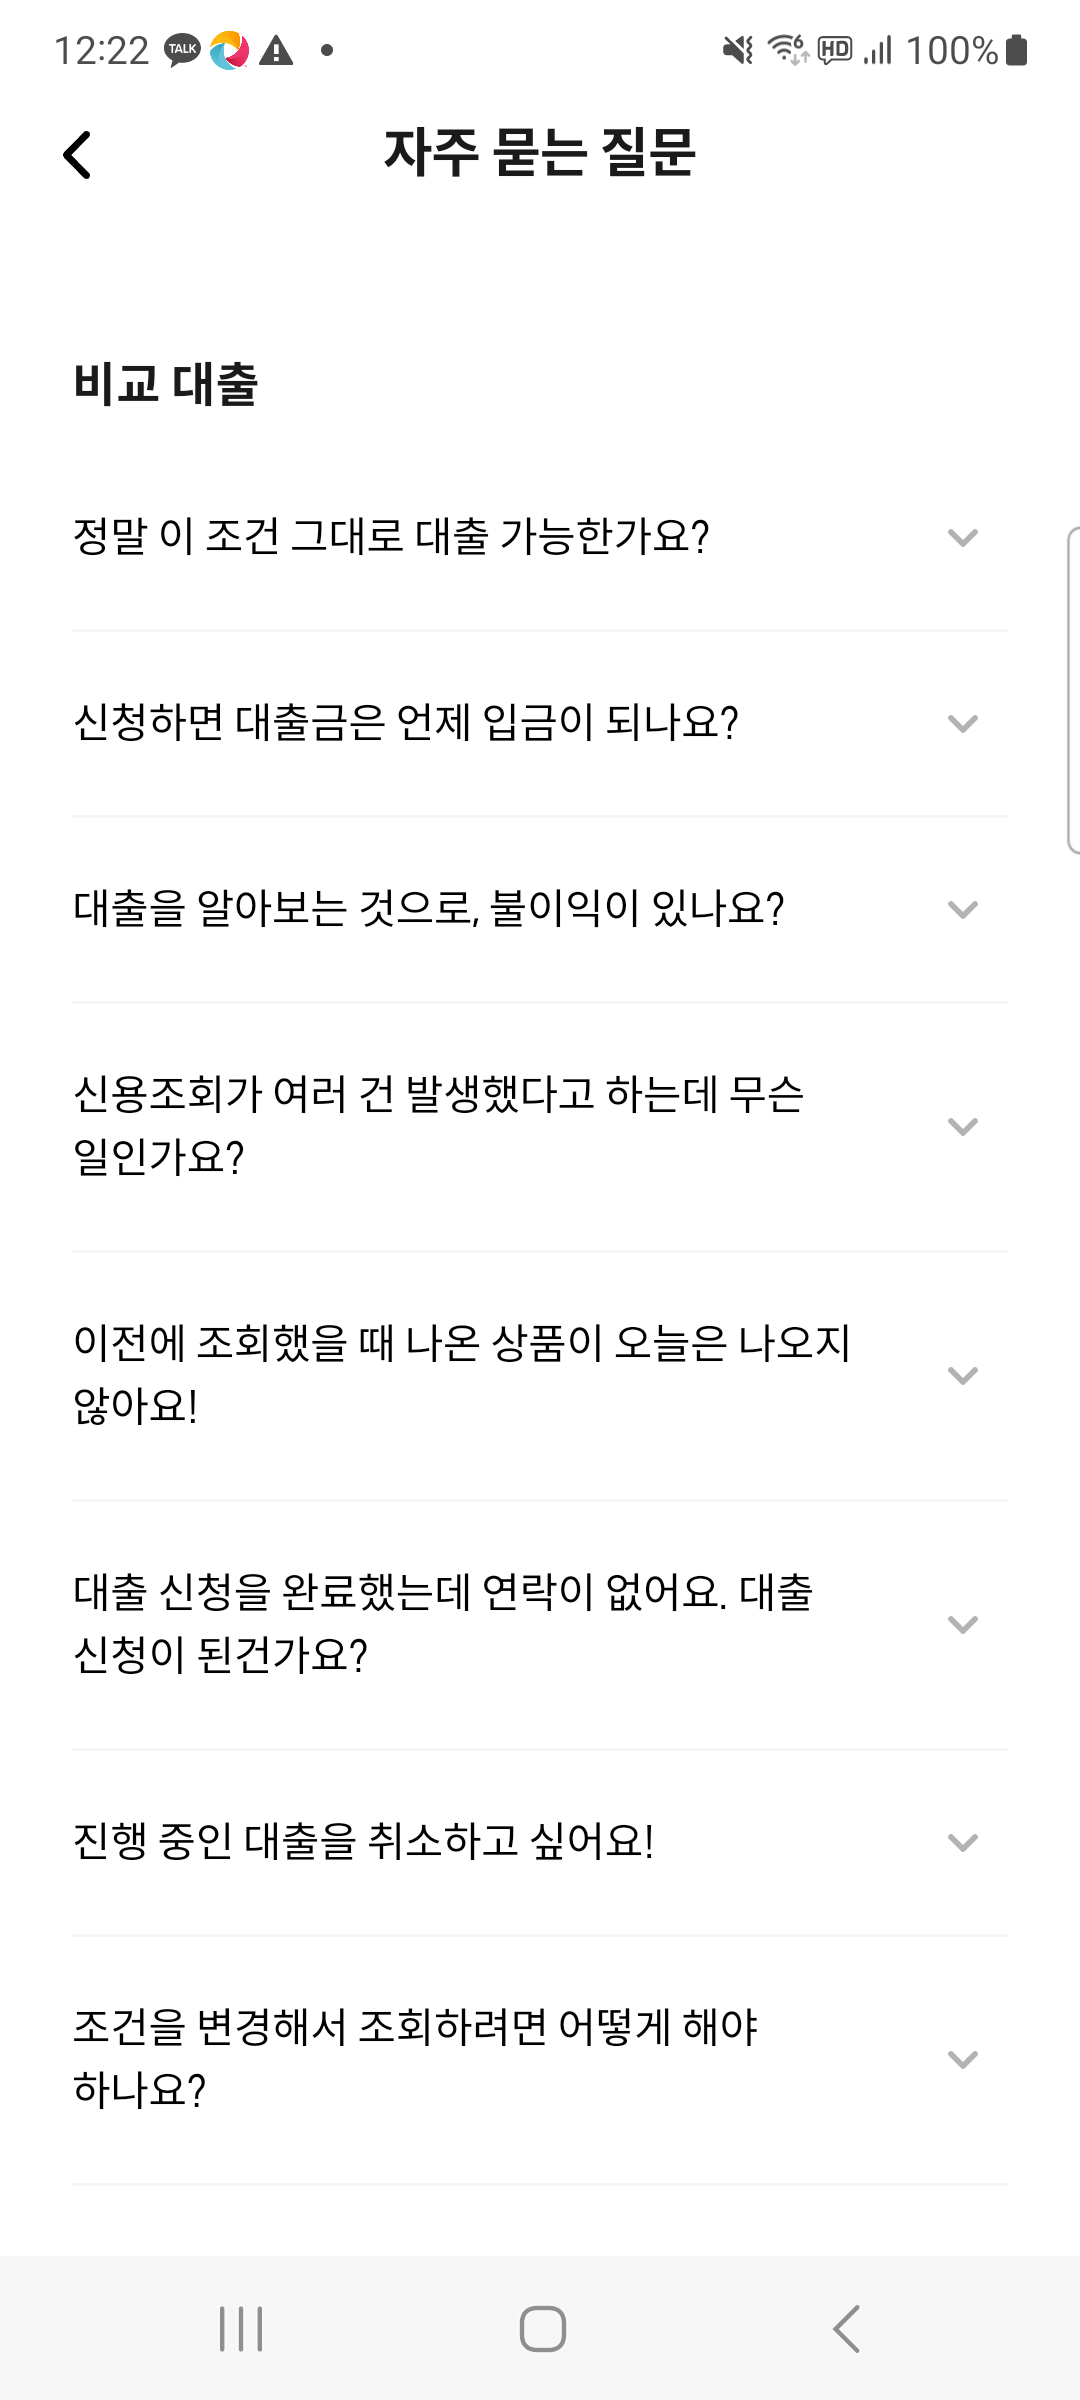 12:22 TALK 6 HD 100%
자주 묻는 질문
비교 대출
정말 이 조건 그대로 대출 가능한가요?
신청하면 대출금은 언제 입금이 되나요?
대출을 알아보는 것으로, 불이익이 있나요?
신용조회가 여러 건 발생했다고 하는데 무슨
일인가요?
이전에 조회했을 때 나온 상품이 오늘은 나오지
않아요!
대출 신청을 완료했는데 연락이 없어요. 대출
신청이 된건가요?
진행 중인 대출을 취소하고 싶어요!
조건을 변경해서 조회하려면 어떻게 해야
하나요?